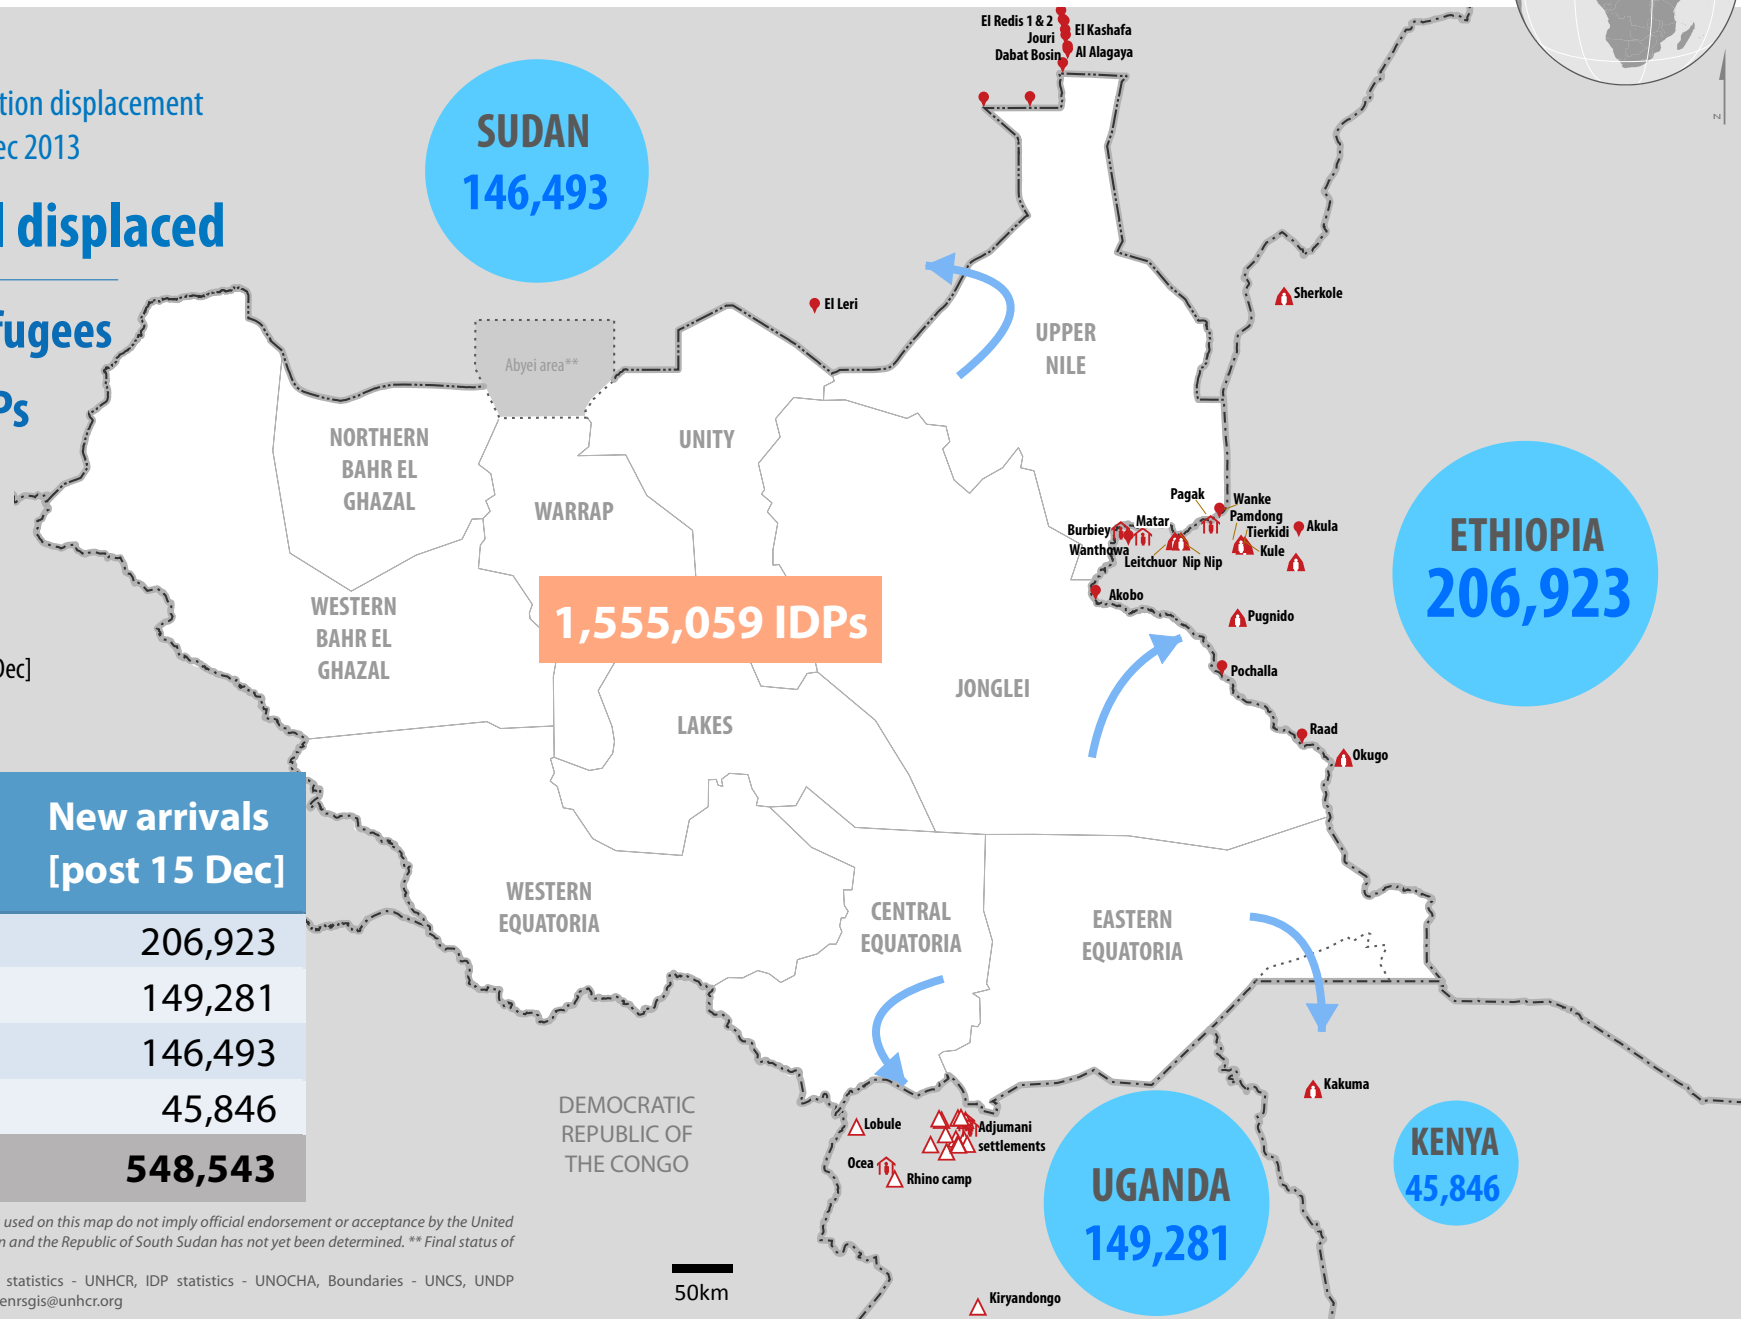 tion displacement
ec 2013
displaced
fugees
Ps
Dec]
New arrivals
[post 15 Dec]
206,923
149,281
146,493
45,846
548,543
used on this map do not imply official endorsement or acceptance by the United
n and the Republic of South Sudan has not yet been determined. ** Final status of
statistics - UNHCR, IDP statistics - UNOCHA, Boundaries - UNCS, UNDP
enrsgis@unhcr.org
SUDAN
146,493
El Redis 1 & 2
El Kashafa
Jouri
Al Alagaya
Dabat Bosin
z
El Leri
Sherkole
Abyei area**
UPPER
NILE
NORTHERN
BAHR EL
GHAZAL
UNITY
WARRAP
WESTERN
BAHR EL
GHAZAL
1,555,059 IDPs
Pagak
Wanke
Burbiey
Matar
Pamdong
Tierkidi
Akula
Wanthowa
Kule
Leitchuor
Nip Nip
Akobo
Pugnido
Pochalla
ETHIOPIA
206,923
JONGLEI
LAKES
Raad
Okugo
WESTERN
EQUATORIA
CENTRAL
EQUATORIA
EASTERN
EQUATORIA
DEMOCRATIC
REPUBLIC OF
THE CONGO
Lobule
Adjumani
settlements
Ocea
Rhino camp
Kakuma
KENYA
45,846
UGANDA
149,281
50km
Kiryandongo